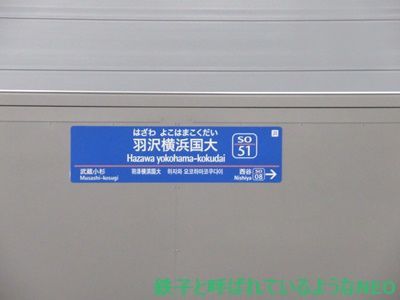 はざわ よこはまこくだい
羽沢横浜国大
Hazawa yokohama-kokudai
SO
51
武蔵小杉
Musashi-kosugi
羽泽横滨国大 하자와 요코하마코쿠다이
西谷
Nishiya
SO
08
鉄子と呼ばれているようなNEO